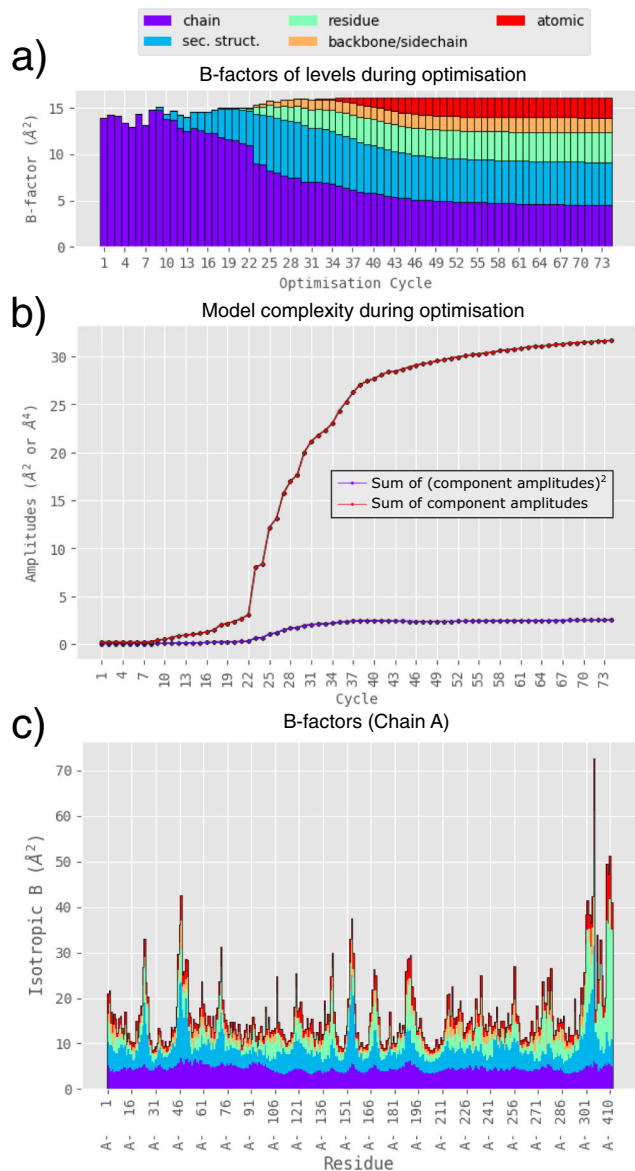 chain residue atomic
sec. struct. backbone/sidechain
a)
B-factors of levels during optimisation
B-factor (Å²)
15
10
5
0
1 4 7 10 13 16 19 22 25 28 31 34 37 40 43 46 49 52 55 58 61 64 67 70 73
Optimisation Cycle
b)
Model complexity during optimisation
Amplitudes (Å² or Å⁴)
30
25
20
15
10
5
0
Sum of (component amplitudes)²
Sum of component amplitudes
1 4 7 10 13 16 19 22 25 28 31 34 37 40 43 46 49 52 55 58 61 64 67 70 73
Cycle
c)
B-factors (Chain A)
Isotropic B (Å²)
70
60
50
40
30
20
10
0
A- 1
A- 16
A- 31
A- 46
A- 61
A- 76
A- 91
A- 106
A- 121
A- 136
A- 151
A- 166
A- 181
A- 196
A- 211
A- 226
A- 241
A- 256
A- 271
A- 286
A- 301
A- 410
Residue